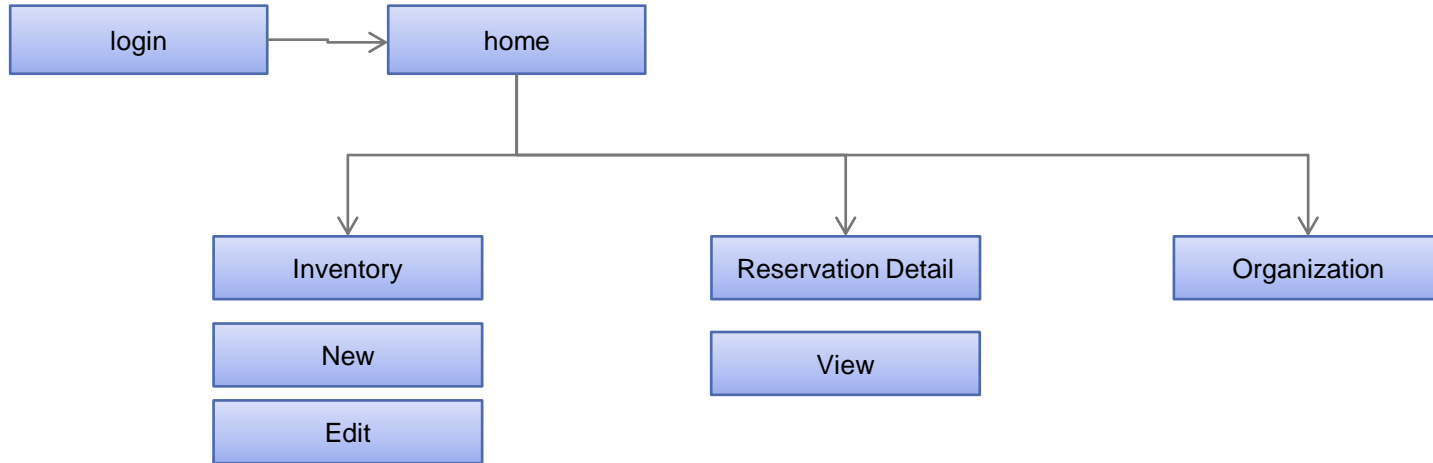 login
home
Inventory
Reservation Detail
Organization
New
View
Edit